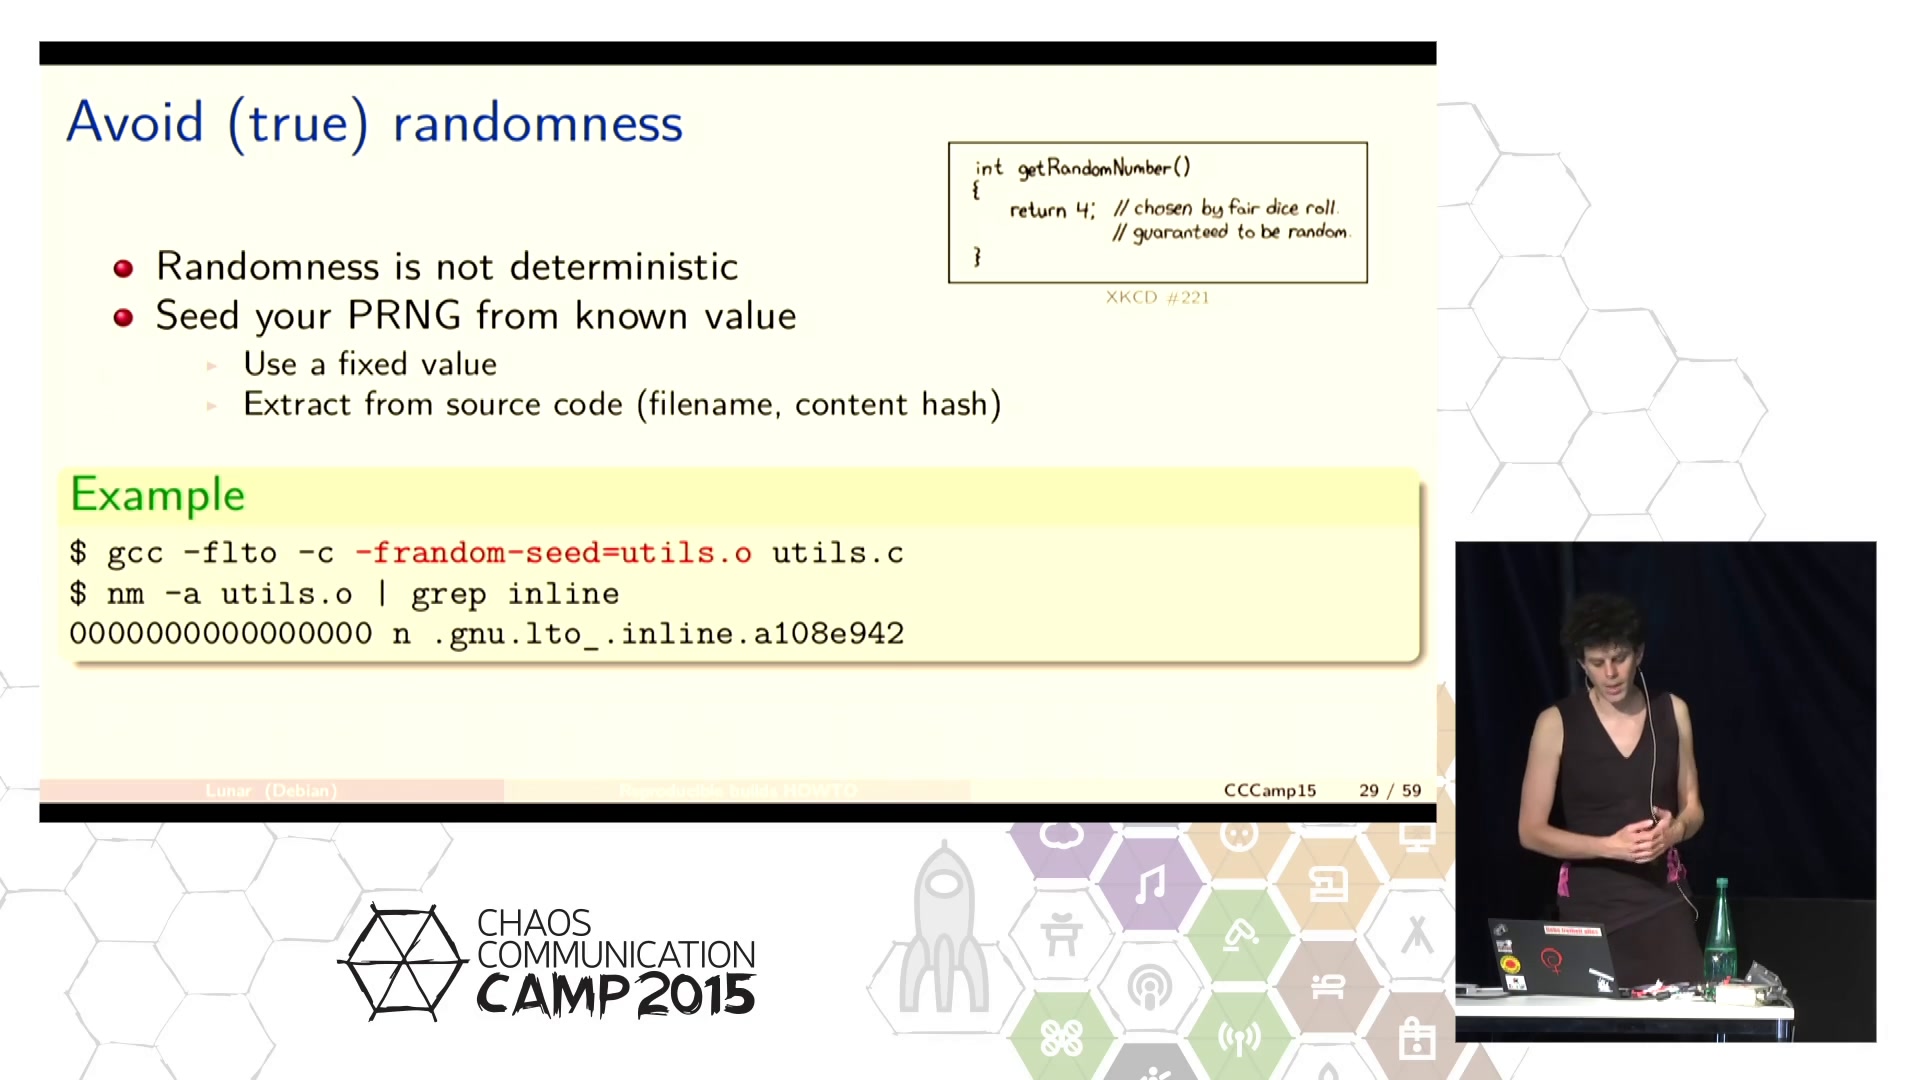 Avoid (true) randomness
int getRandomNumber()
{
return 4; // chosen by fair dice roll.
// guaranteed to be random.
}
XKCD #221
Randomness is not deterministic
Seed your PRNG from known value
Use a fixed value
Extract from source code (filename, content hash)
Example
$ gcc -flto -c -frandom-seed=utils.o utils.c
$ nm -a utils.o | grep inline
0000000000000000 n .gnu.lto_.inline.a108e942
Lunar (Debian)
Reproducible builds HOWTO
CCCamp15
29 / 59
CHAOS
COMMUNICATION
CAMP 2015